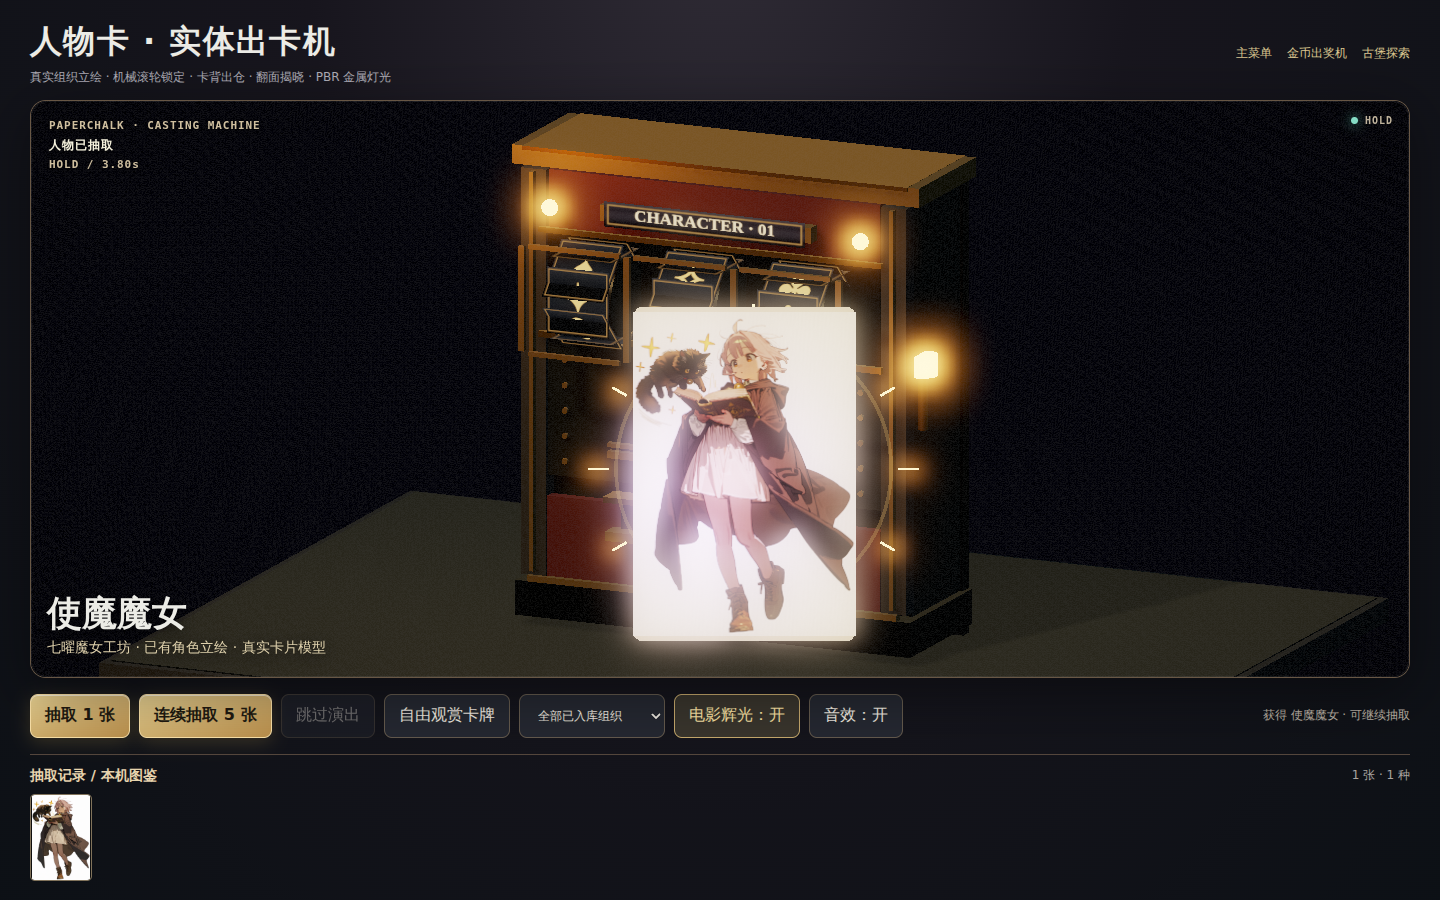 人物卡 · 实体出卡机
真实组织立绘 · 机械滚轮锁定 · 卡背出仓 · 翻面揭晓 · PBR 金属灯光
主菜单 金币出奖机 古堡探索
PAPERCHALK · CASTING MACHINE
人物已抽取
HOLD / 3.80s
HOLD
CHARACTER · 01
使魔魔女
七曜魔女工坊 · 已有角色立绘 · 真实卡片模型
抽取 1 张 连续抽取 5 张 跳过演出 自由观赏卡牌 全部已入库组织 电影辉光：开 音效：开
获得 使魔魔女 · 可继续抽取
抽取记录 / 本机图鉴
1 张 · 1 种